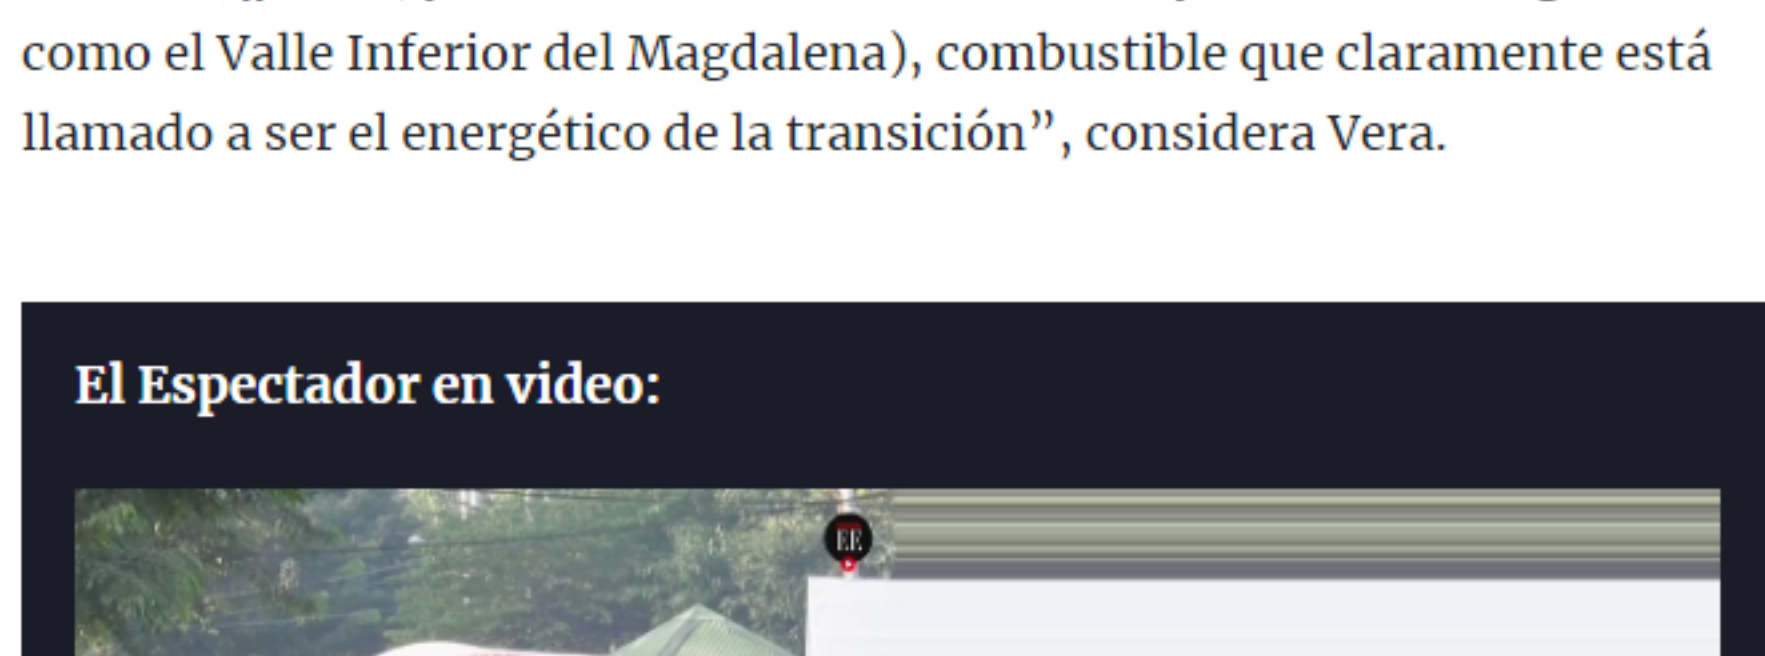 como el Valle Inferior del Magdalena), combustible que claramente está
llamado a ser el energético de la transición”, considera Vera.
El Espectador en video:
EE